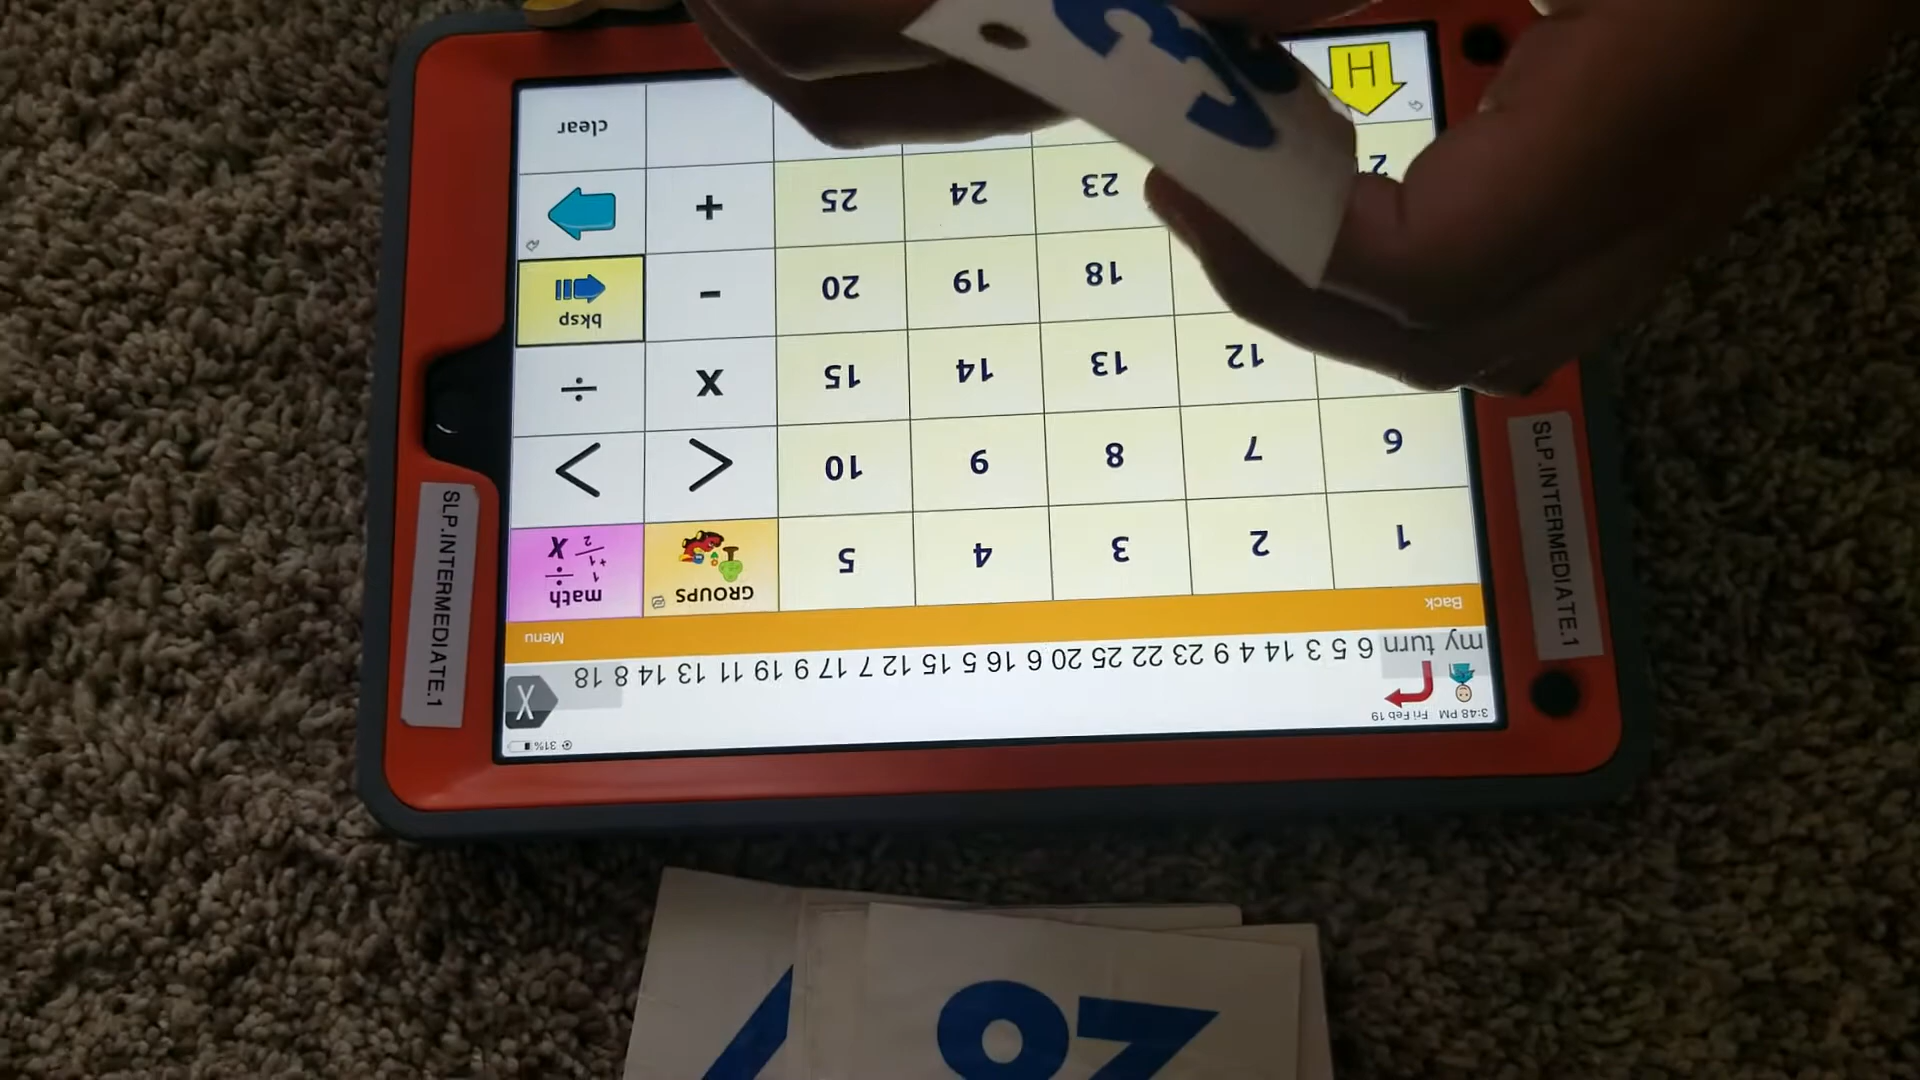 3:48 PM Fri Feb 19 31%
my turn 6 5 3 14 4 9 23 22 22 25 20 6 16 5 15 12 7 17 9 19 11 13 14 8 18
X
Back Menu
1 2 3 4 5 GROUPS math
6 7 8 9 10 < >
12 13 14 15 x ÷
18 19 20 - bksp
23 24 25 +
H clear
SLP.INTERMEDIATE.1
SLP.INTERMEDIATE.1